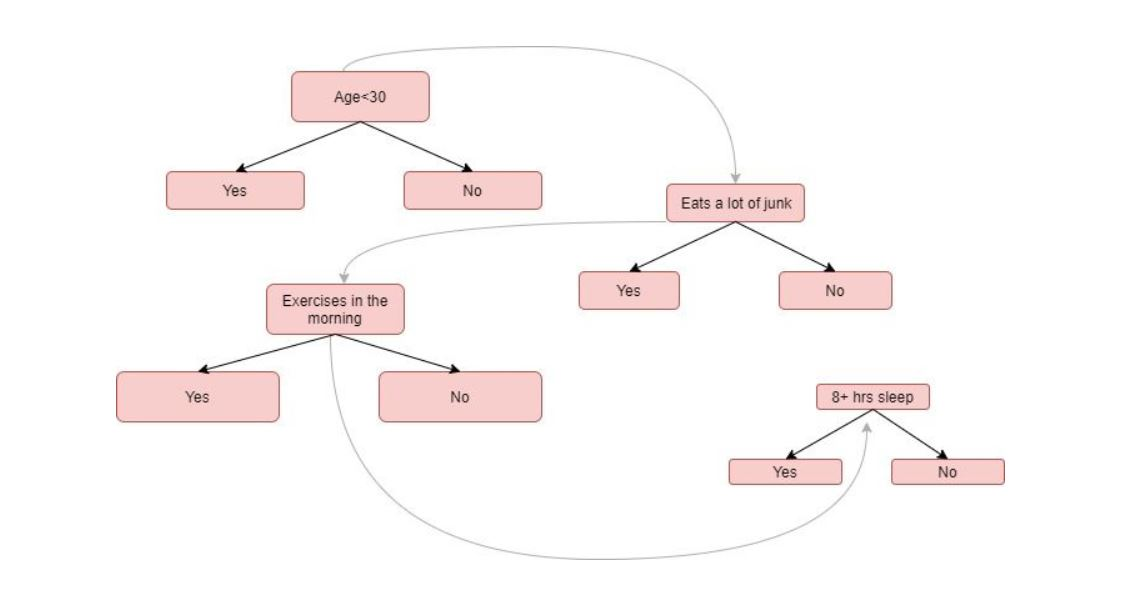 Age<30
Yes
No
Eats a lot of junk
Yes
No
Exercises in the
morning
Yes
No
8+ hrs sleep
Yes
No